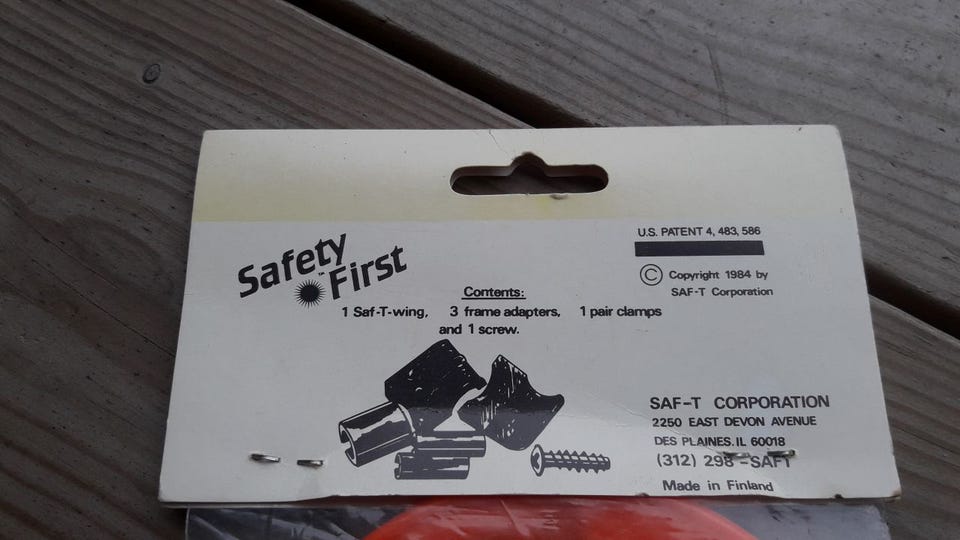 Safety
First
™
U.S. PATENT 4, 483, 586
© Copyright 1984 by
SAF-T Corporation
Contents:
1 Saf-T-wing, 3 frame adapters, 1 pair clamps
and 1 screw.
SAF-T CORPORATION
2250 EAST DEVON AVENUE
DES PLAINES, IL 60018
(312) 298-SAFT
Made in Finland